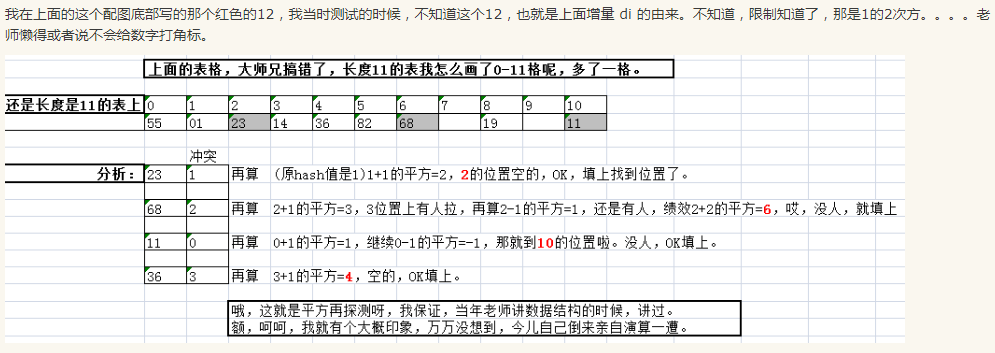 我在上面的这个配图底部写的那个红色的12，我当时测试的时候，不知道这个12，也就是上面增量 di 的由来。不知道，限制知道了，那是1的2次方。。。。老
师懒得或者说不会给数字打角标。
上面的表格，大师兄搞错了，长度11的表我怎么画了0-11格呢，多了一格。
还是长度是11的表上 0 1 2 3 4 5 6 7 8 9 10
55 01 23 14 36 82 68 19 11
冲突
分析： 23 1 再算 （原hash值是1)1+1的平方=2，2的位置空的，OK，填上找到位置了。
68 2 再算 2+1的平方=3，3位置上有人拉，再算2-1的平方=1，还是有人，绩效2+2的平方=6，哎，没人，就填上
11 0 再算 0+1的平方=1，继续0-1的平方=-1，那就到10的位置啦。没人，OK填上。
36 3 再算 3+1的平方=4，空的，OK填上。
哦，这就是平方再探测呀，我保证，当年老师讲数据结构的时候，讲过。
额，呵呵，我就有个大概印象，万万没想到，今儿自己倒来亲自演算一遭。